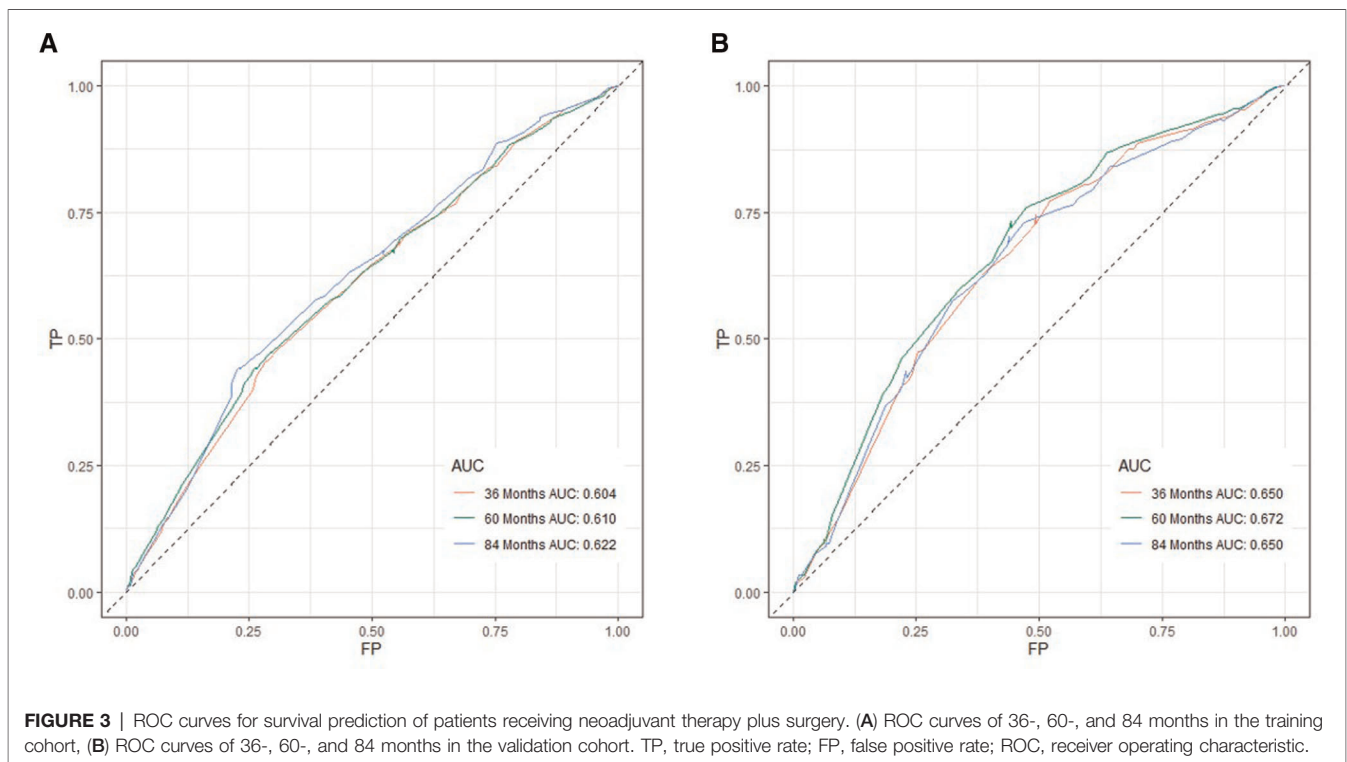 A
B
1.00
0.75
0.50
0.25
0.00
TP
0.00 0.25 0.50 0.75 1.00
FP
AUC
36 Months AUC: 0.604
60 Months AUC: 0.610
84 Months AUC: 0.622
1.00
0.75
0.50
0.25
0.00
TP
0.00 0.25 0.50 0.75 1.00
FP
AUC
36 Months AUC: 0.650
60 Months AUC: 0.672
84 Months AUC: 0.650
FIGURE 3 | ROC curves for survival prediction of patients receiving neoadjuvant therapy plus surgery. (A) ROC curves of 36-, 60-, and 84 months in the training
cohort, (B) ROC curves of 36-, 60-, and 84 months in the validation cohort. TP, true positive rate; FP, false positive rate; ROC, receiver operating characteristic.